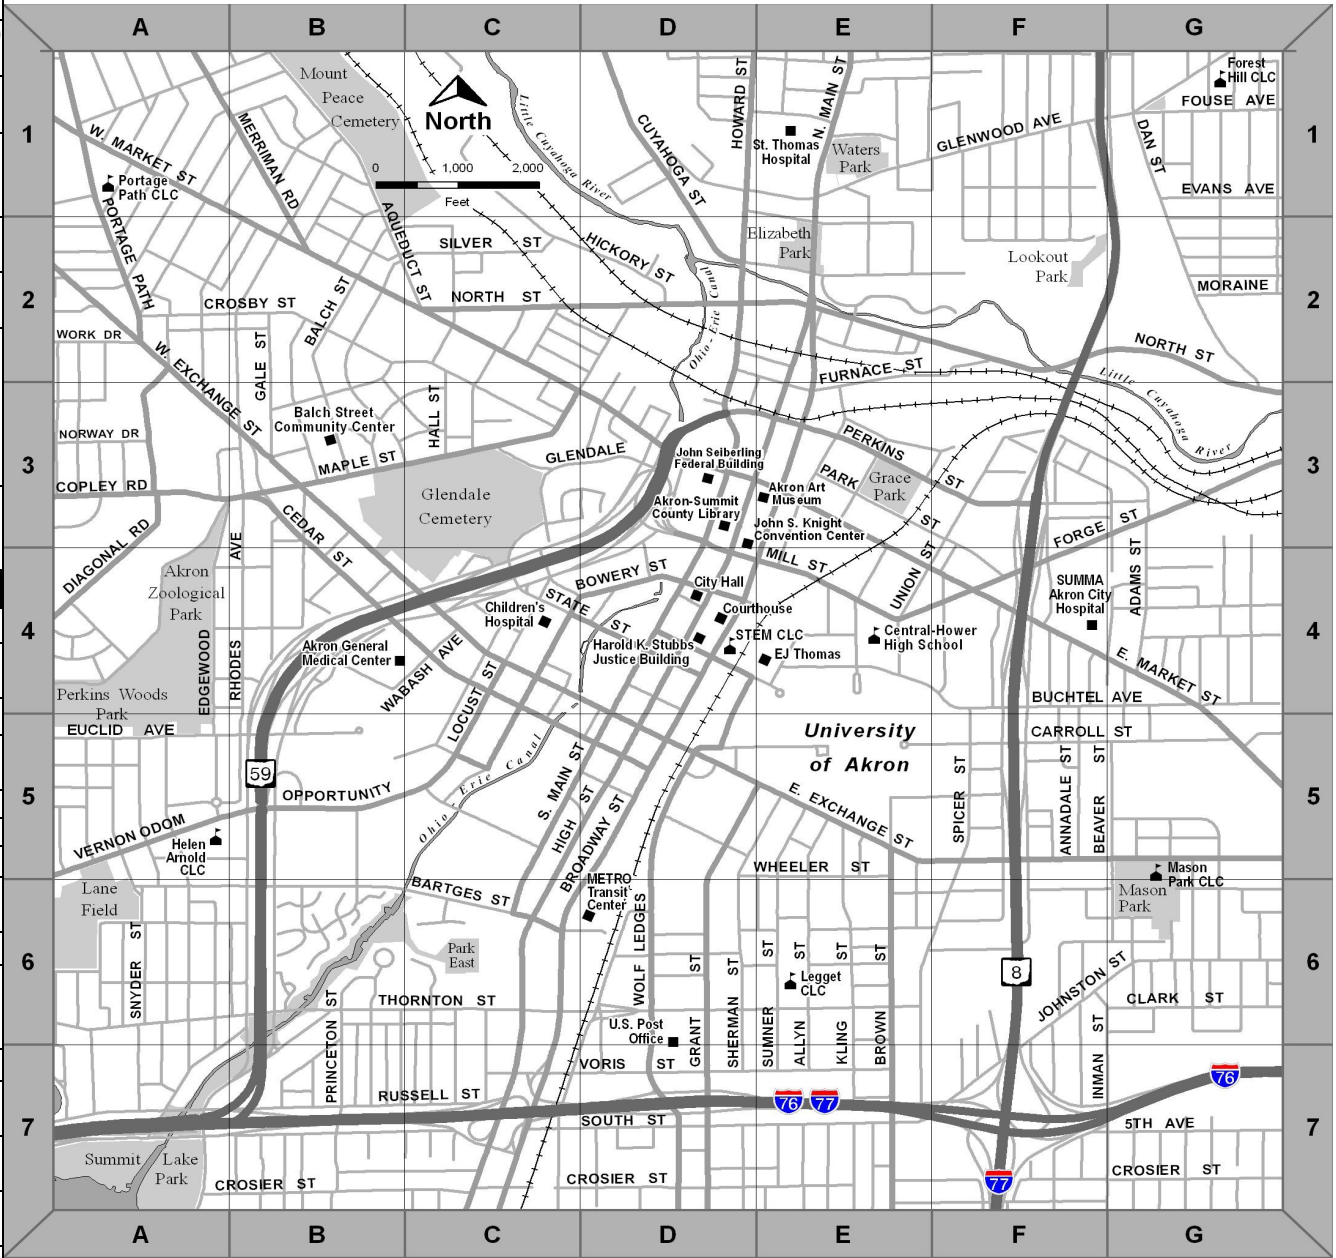 A B C D E F G
1
Mount
Peace
Cemetery
North
0 1,000 2,000
Feet
Little Cuyahoga River
W. MARKET ST
MERRIMAN RD
Portage
Path CLC
PORTAGE PATH
AQUEDUCT ST
CUYAHOGA ST
HOWARD ST
N. MAIN ST
St. Thomas
Hospital
Waters
Park
GLENWOOD AVE
DAN ST
Forest
Hill CLC
FOUSE AVE
EVANS AVE
1
2
SILVER ST
HICKORY ST
NORTH ST
CROSBY ST
BALCH ST
GALE ST
WORK DR
W. EXCHANGE ST
Elizabeth
Park
Ohio-Erie Canal
FURNACE ST
Lookout
Park
MORAINE
NORTH ST
Little Cuyahoga River
2
3
NORWAY DR
COPLEY RD
DIAGONAL RD
Balch Street
Community Center
MAPLE ST
HALL ST
GLENDALE
Glendale
Cemetery
CEDAR ST
John Seiberling
Federal Building
Akron-Summit
County Library
Akron Art
Museum
John S. Knight
Convention Center
PERKINS ST
PARK ST
Grace
Park
FORGE ST
3
4
Akron
Zoological
Park
Perkins Woods
Park
EDGEWOOD
RHODES AVE
Akron General
Medical Center
WABASH AVE
LOCUST ST
Children's
Hospital
BOWERY ST
STATE ST
MILL ST
City Hall
Courthouse
Harold K. Stubbs
Justice Building
STEM CLC
EJ Thomas
UNION ST
Central-Hower
High School
SUMMA
Akron City
Hospital
ADAMS ST
E. MARKET ST
BUCHTEL AVE
4
5
EUCLID AVE
59
OPPORTUNITY
VERNON ODOM
Helen
Arnold
CLC
Ohio - Erie Canal
S. MAIN ST
HIGH ST
BROADWAY ST
University
of Akron
E. EXCHANGE ST
WHEELER ST
SPICER ST
CARROLL ST
ANNADALE ST
BEAVER ST
Mason
Park CLC
5
6
Lane
Field
SNYDER ST
BARTGES ST
Park
East
THORNTON ST
PRINCETON ST
METRO
Transit
Center
WOLF LEDGES
U.S. Post
Office
GRANT ST
SHERMAN ST
SUMNER ST
ALLYN ST
KLING ST
BROWN ST
Legget
CLC
8
Mason
Park
JOHNSTON ST
CLARK ST
INMAN ST
6
7
RUSSELL ST
VORIS ST
76 77
76
SOUTH ST
5TH AVE
Summit Lake
Park
CROSIER ST
CROSIER ST
77
CROSIER ST
7
A B C D E F G